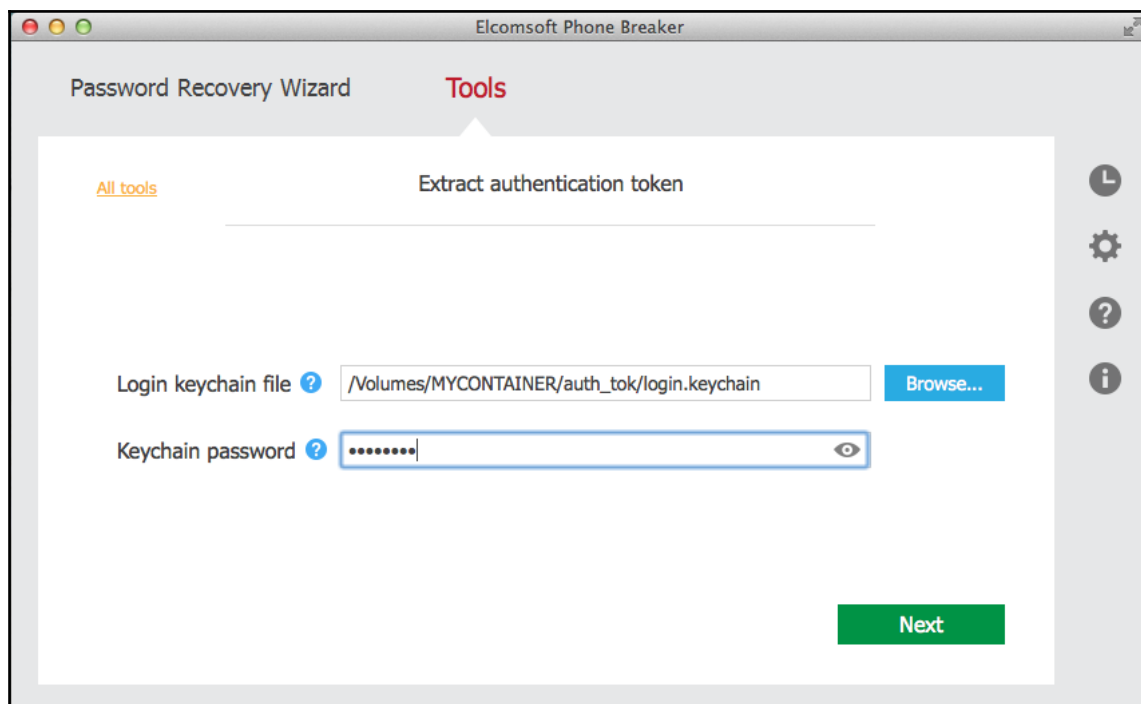 Elcomsoft Phone Breaker
Password Recovery Wizard Tools
All tools
Extract authentication token
Login keychain file ? /Volumes/MYCONTAINER/auth_tok/login.keychain Browse...
Keychain password ? ••••••••
Next